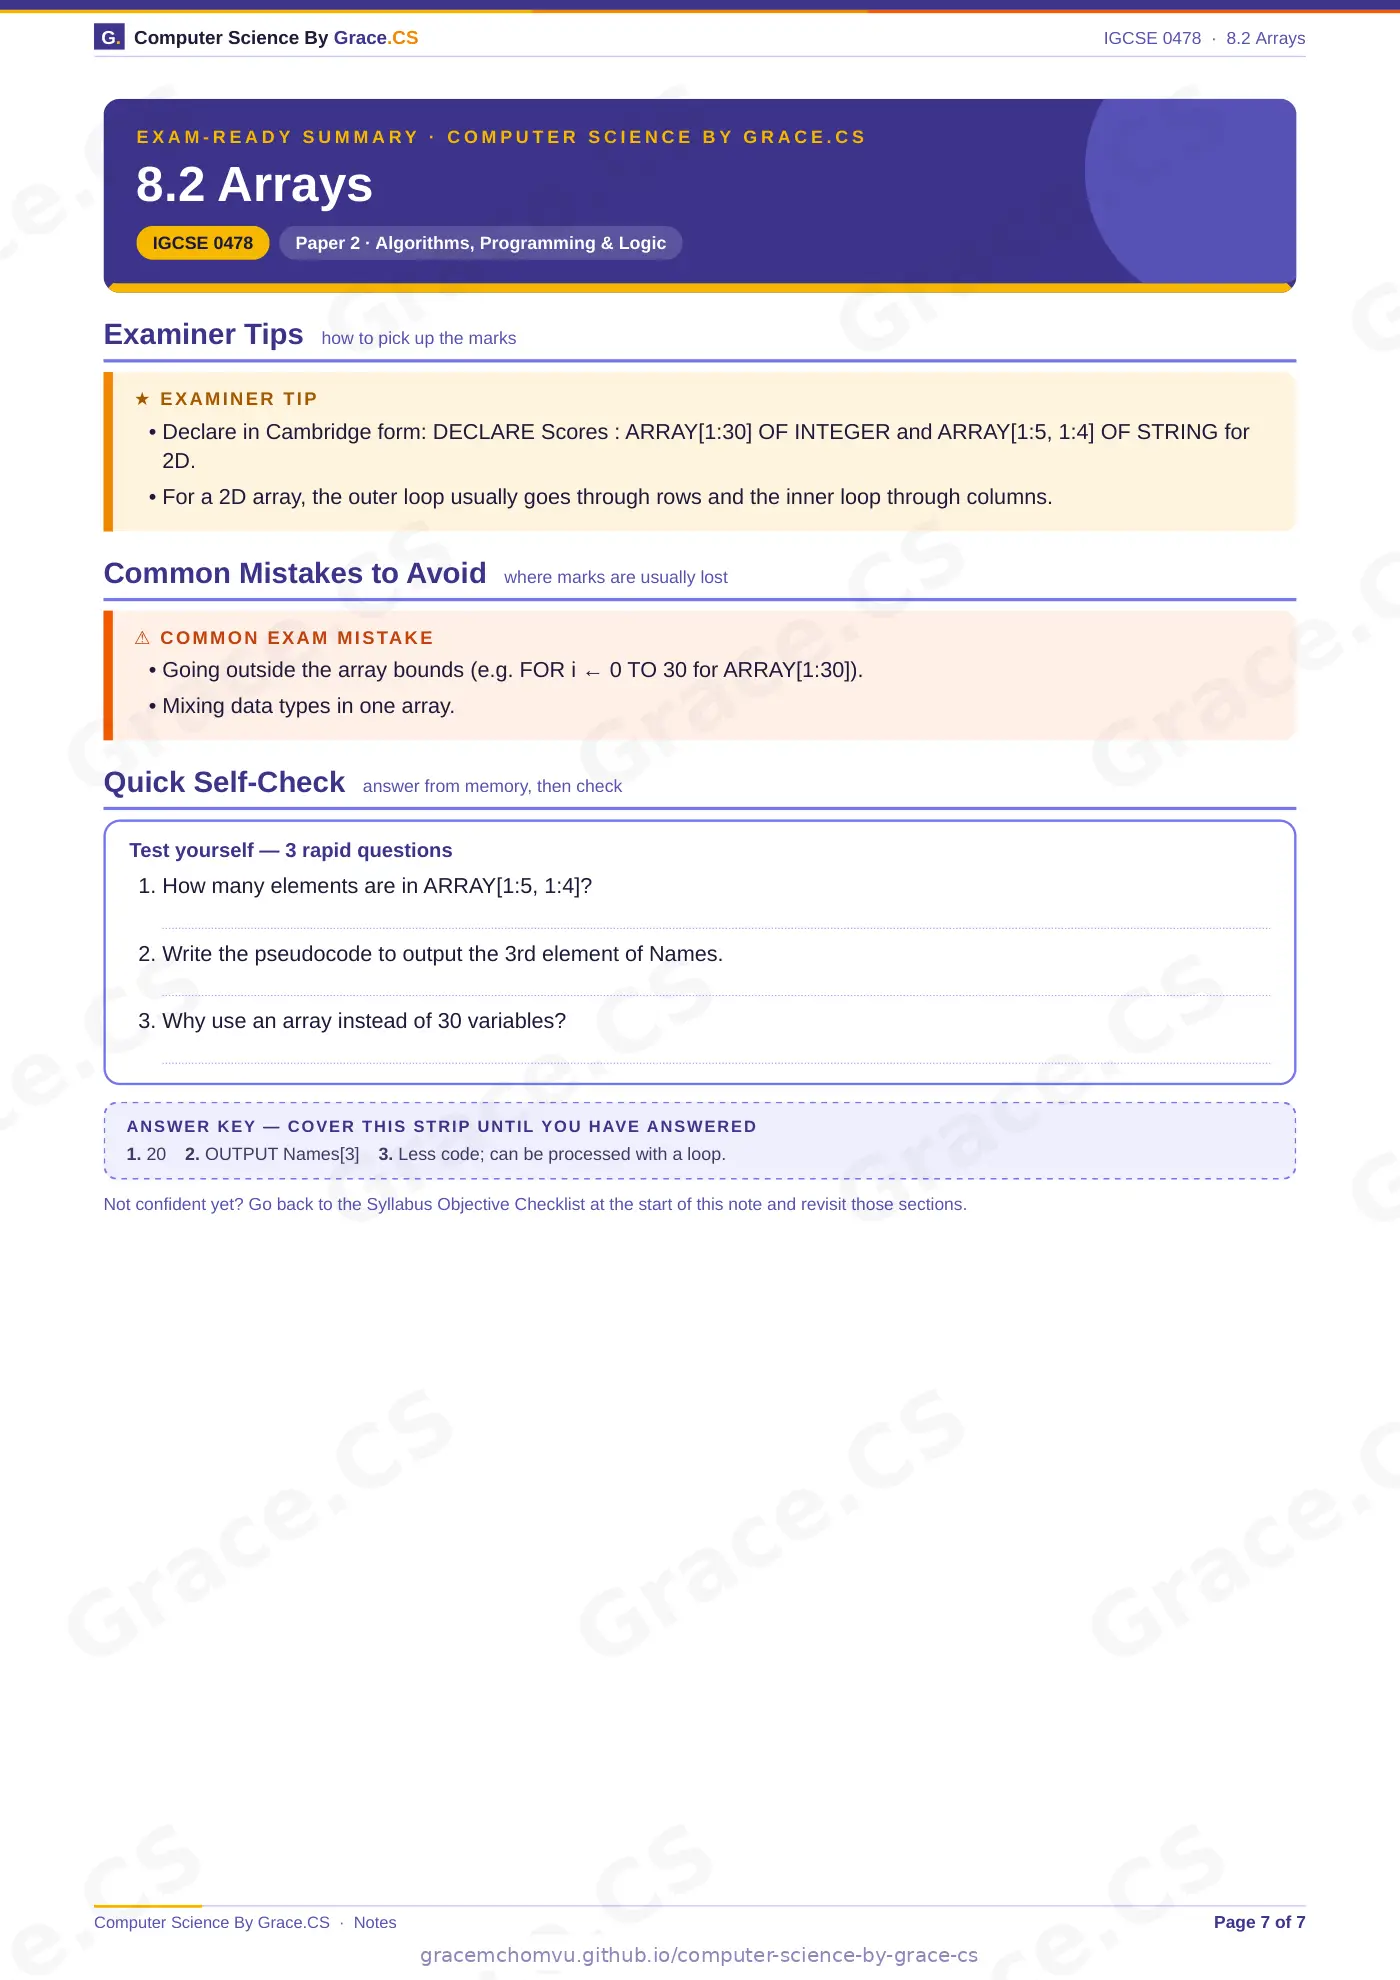 G. Computer Science By Grace.CS
IGCSE 0478 · 8.2 Arrays
EXAM-READY SUMMARY · COMPUTER SCIENCE BY GRACE.CS
8.2 Arrays
IGCSE 0478 Paper 2 · Algorithms, Programming & Logic
Examiner Tips how to pick up the marks
★ EXAMINER TIP
• Declare in Cambridge form: DECLARE Scores : ARRAY[1:30] OF INTEGER and ARRAY[1:5, 1:4] OF STRING for
2D.
• For a 2D array, the outer loop usually goes through rows and the inner loop through columns.
Common Mistakes to Avoid where marks are usually lost
⚠ COMMON EXAM MISTAKE
• Going outside the array bounds (e.g. FOR i ← 0 TO 30 for ARRAY[1:30]).
• Mixing data types in one array.
Quick Self-Check answer from memory, then check
Test yourself — 3 rapid questions
1. How many elements are in ARRAY[1:5, 1:4]?
2. Write the pseudocode to output the 3rd element of Names.
3. Why use an array instead of 30 variables?
ANSWER KEY — COVER THIS STRIP UNTIL YOU HAVE ANSWERED
1. 20 2. OUTPUT Names[3] 3. Less code; can be processed with a loop.
Not confident yet? Go back to the Syllabus Objective Checklist at the start of this note and revisit those sections.
Computer Science By Grace.CS · Notes
Page 7 of 7
gracemchomvu.github.io/computer-science-by-grace-cs
Grace.CS